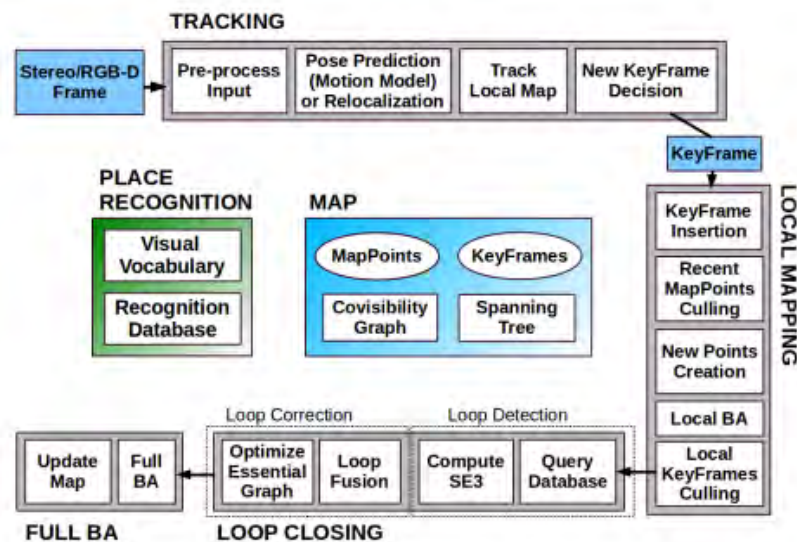 TRACKING
Stereo/RGB-D
Frame
Pre-process
Input
Pose Prediction
(Motion Model)
or Relocalization
Track
Local Map
New KeyFrame
Decision
KeyFrame
PLACE
RECOGNITION
Visual
Vocabulary
Recognition
Database
MAP
MapPoints
KeyFrames
Covisibility
Graph
Spanning
Tree
LOCAL MAPPING
KeyFrame
Insertion
Recent
MapPoints
Culling
New Points
Creation
Local BA
Local
KeyFrames
Culling
Loop Correction
Loop Detection
Optimize
Essential
Graph
Loop
Fusion
Compute
SE3
Query
Database
Update
Map
Full
BA
FULL BA
LOOP CLOSING